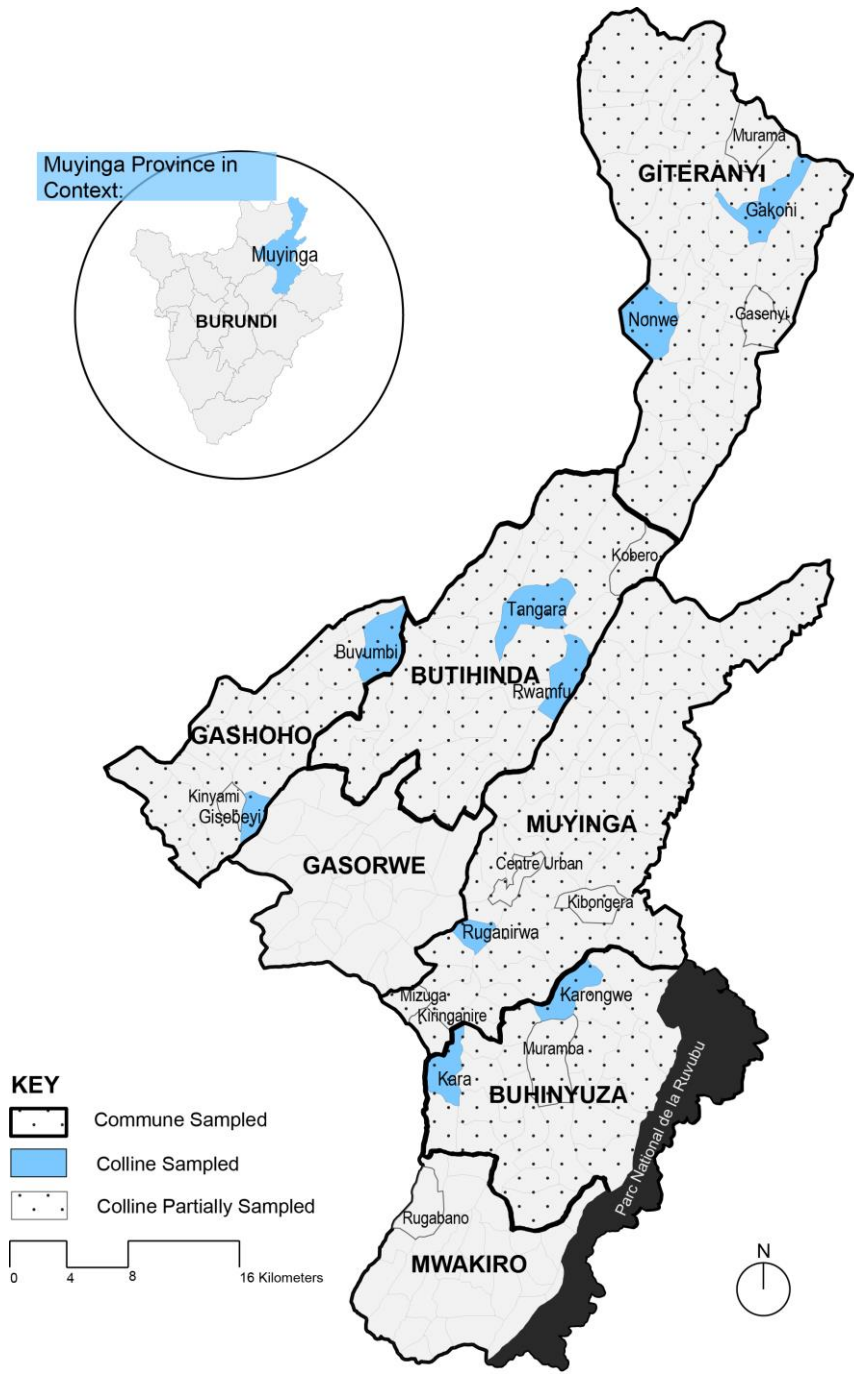 Muyinga Province in
Context:
Muyinga
BURUNDI
Murama
GITERANYI
Gakoni
Nonwe
Gasenyi
Kobero
Tangara
Buvumbi
BUTIHINDA
Rwamfu
GASHOHO
Kinyami
Gisebeyi
MUYINGA
GASORWE
Centre Urban
Kibongera
Ruganirwa
Mizuga
Karongwe
Kiringanire
Muramba
Kara
BUHINYUZA
Parc National de la Ruvubu
Rugabano
MWAKIRO
KEY
Commune Sampled
Colline Sampled
Colline Partially Sampled
0 4 8 16 Kilometers
N